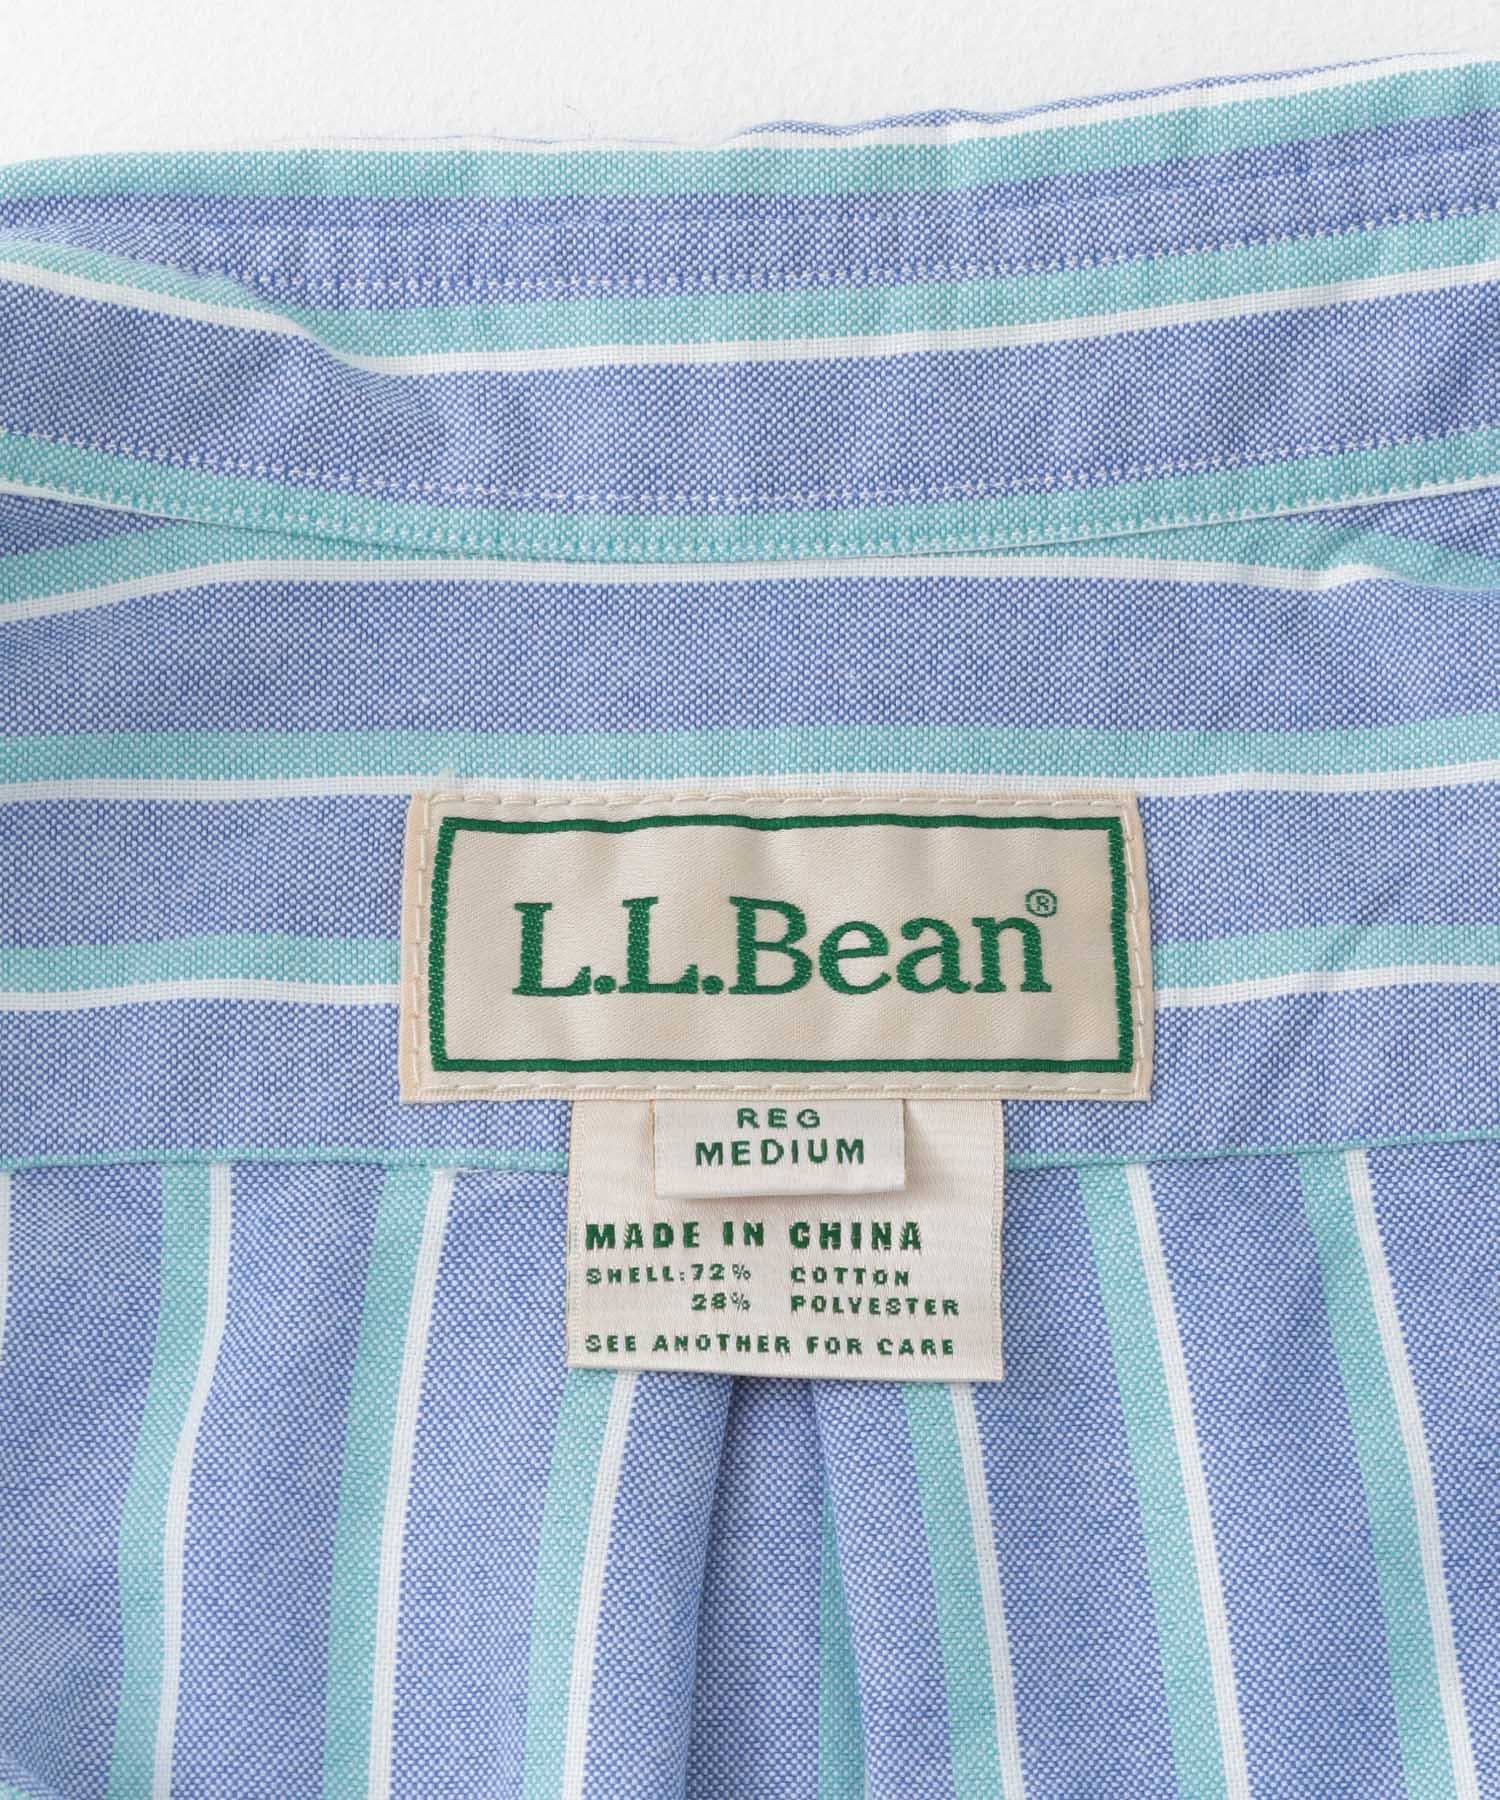 L.L.Bean®
REG
MEDIUM
MADE IN CHINA
SHELL: 72% COTTON
28% POLYESTER
SEE ANOTHER FOR CARE